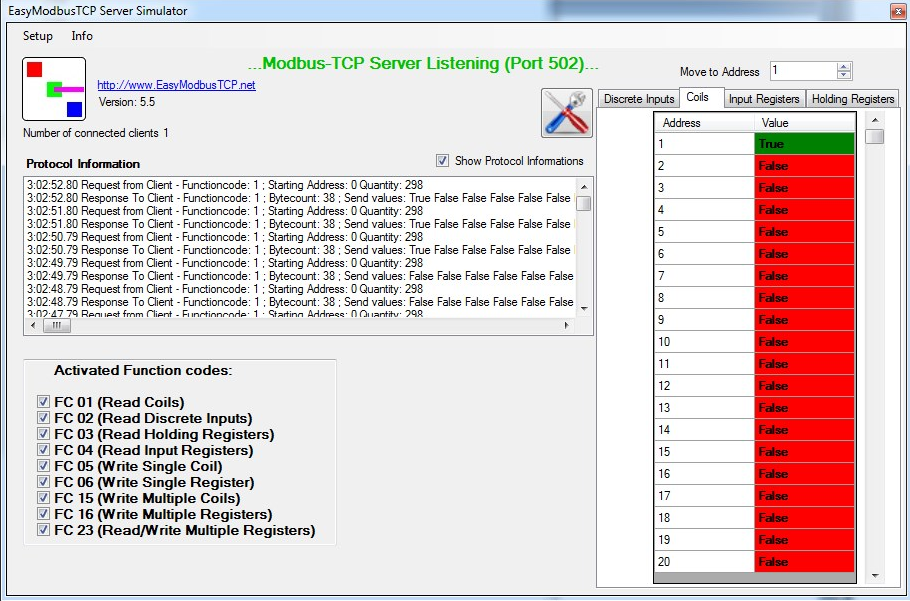 EasyModbusTCP Server Simulator
Setup Info
...Modbus-TCP Server Listening (Port 502)...
http://www.EasyModbusTCP.net
Version: 5.5
Number of connected clients 1
Move to Address 1
Protocol Information
Show Protocol Informations
3:02:52.80 Request from Client - Functioncode: 1 ; Starting Address: 0 Quantity: 298
3:02:52.80 Response To Client - Functioncode: 1 ; Bytecount: 38 ; Send values: True False False False False False
3:02:51.80 Request from Client - Functioncode: 1 ; Starting Address: 0 Quantity: 298
3:02:51.80 Response To Client - Functioncode: 1 ; Bytecount: 38 ; Send values: True False False False False False
3:02:50.79 Request from Client - Functioncode: 1 ; Starting Address: 0 Quantity: 298
3:02:50.79 Response To Client - Functioncode: 1 ; Bytecount: 38 ; Send values: True False False False False False
3:02:49.79 Request from Client - Functioncode: 1 ; Starting Address: 0 Quantity: 298
3:02:49.79 Response To Client - Functioncode: 1 ; Bytecount: 38 ; Send values: False False False False False False
3:02:48.79 Request from Client - Functioncode: 1 ; Starting Address: 0 Quantity: 298
3:02:48.79 Response To Client - Functioncode: 1 ; Bytecount: 38 ; Send values: False False False False False False
3:02:47.79 Request from Client - Functioncode: 1 ; Starting Address: 0 Quantity: 298
Activated Function codes:
FC 01 (Read Coils)
FC 02 (Read Discrete Inputs)
FC 03 (Read Holding Registers)
FC 04 (Read Input Registers)
FC 05 (Write Single Coil)
FC 06 (Write Single Register)
FC 15 (Write Multiple Coils)
FC 16 (Write Multiple Registers)
FC 23 (Read/Write Multiple Registers)
Discrete Inputs Coils Input Registers Holding Registers
Address Value
1 True
2 False
3 False
4 False
5 False
6 False
7 False
8 False
9 False
10 False
11 False
12 False
13 False
14 False
15 False
16 False
17 False
18 False
19 False
20 False